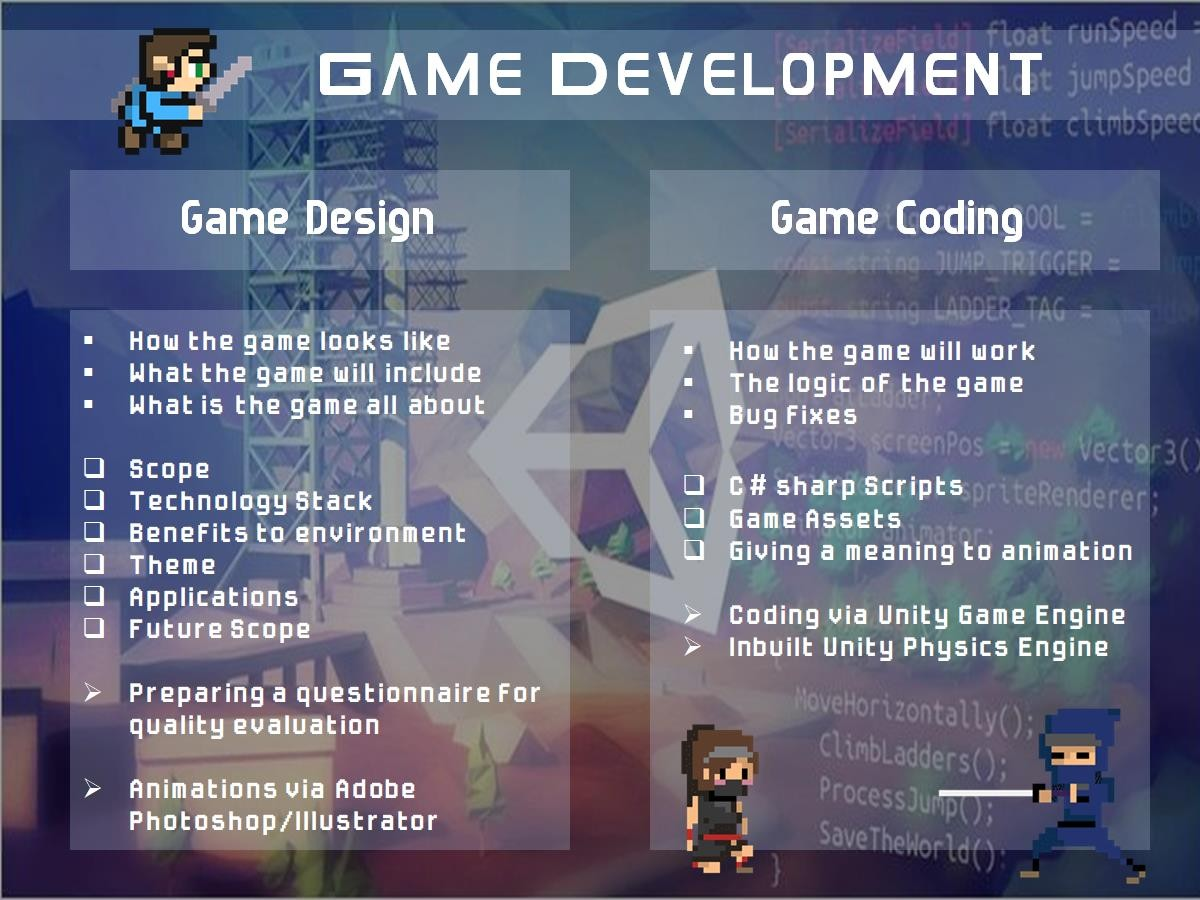 Game Development
[SerializeField] float runSpeed =
[SerializeField] float jumpSpeed
[SerializeField] float climbSpeed
Game Design
Game Coding
string JUMP_TRIGGER =
string LADDER_TAG =
▪ How the game looks like
▪ What the game will include
▪ What is the game all about
❑ Scope
❑ Technology Stack
❑ Benefits to environment
❑ Theme
❑ Applications
❑ Future Scope
➢ Preparing a questionnaire for
quality evaluation
➢ Animations via Adobe
Photoshop/Illustrator
▪ How the game will work
▪ The logic of the game
▪ Bug Fixes
Vector3 screenPos = new Vector3()
spriteRenderer;
animator;
❑ C# sharp Scripts
❑ Game Assets
❑ Giving a meaning to animation
➢ Coding via Unity Game Engine
➢ Inbuilt Unity Physics Engine
MoveHorizontally();
ClimbLadders();
ProcessJump();
SaveTheWorld();
}